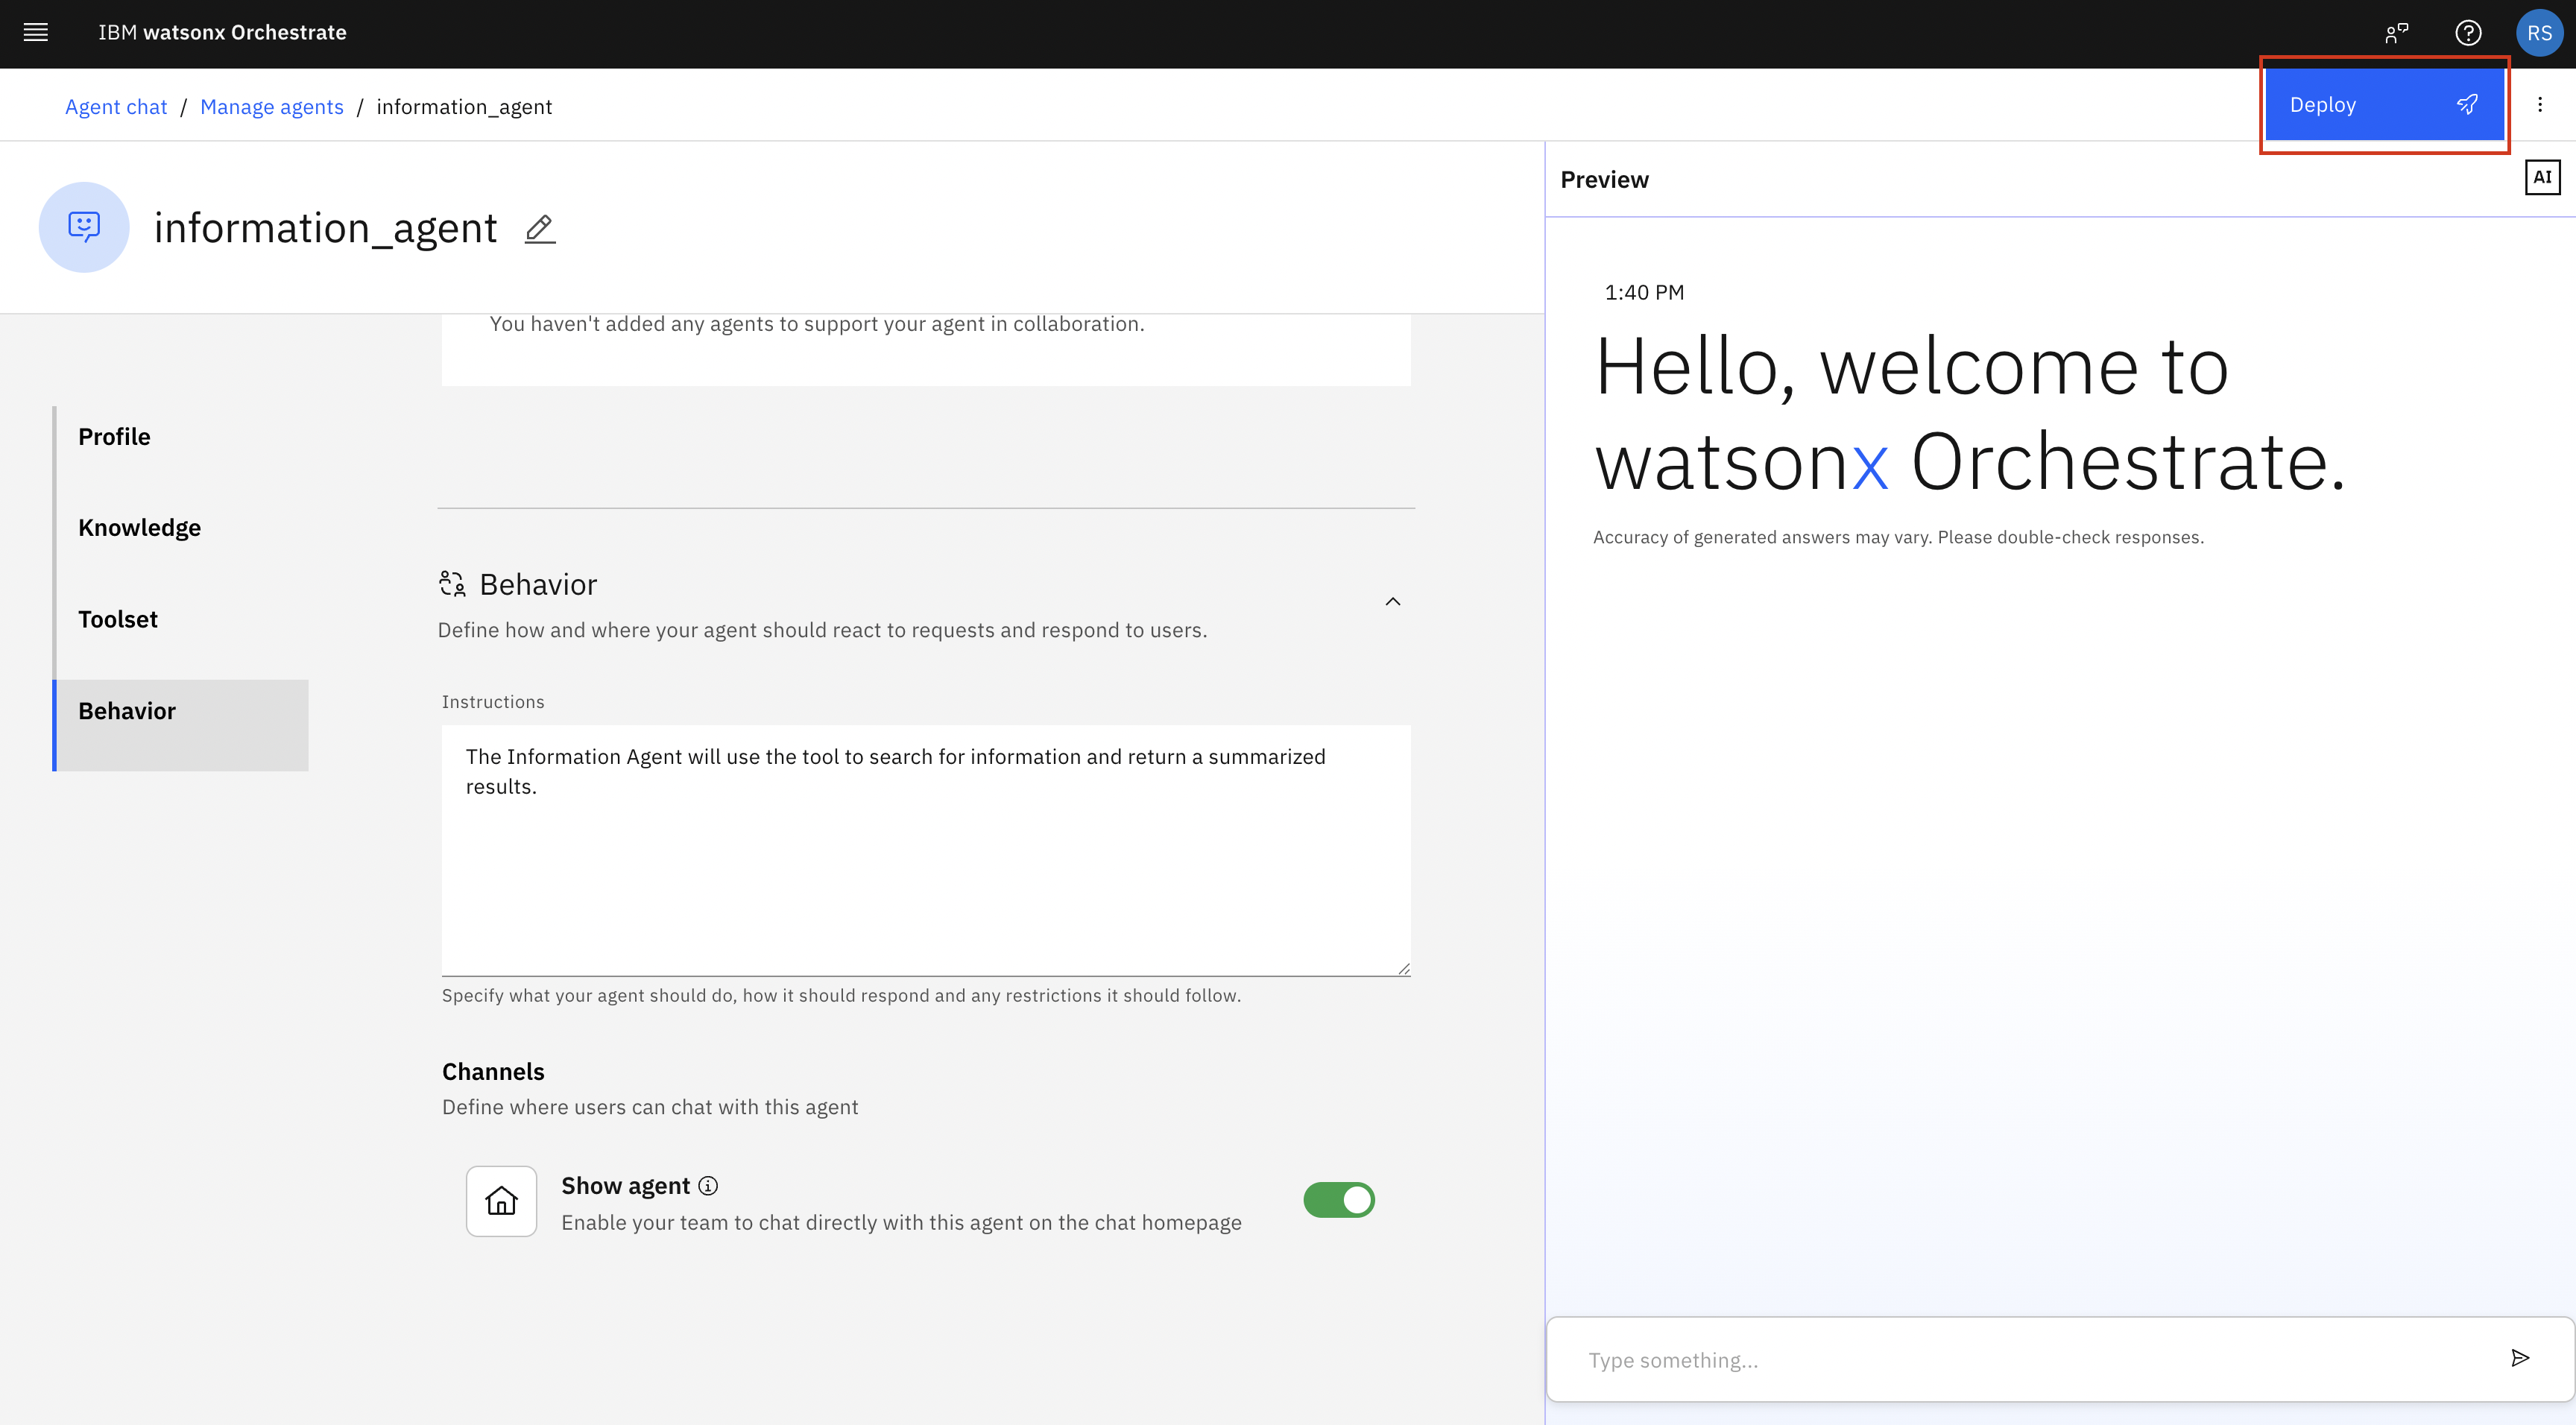 IBM watsonx Orchestrate
RS
Agent chat / Manage agents / information_agent
Deploy
information_agent
You haven't added any agents to support your agent in collaboration.
Profile
Knowledge
Toolset
Behavior
Behavior
Define how and where your agent should react to requests and respond to users.
Instructions
The Information Agent will use the tool to search for information and return a summarized
results.
Specify what your agent should do, how it should respond and any restrictions it should follow.
Channels
Define where users can chat with this agent
Show agent
Enable your team to chat directly with this agent on the chat homepage
Preview
AI
1:40 PM
Hello, welcome to
watsonx Orchestrate.
Accuracy of generated answers may vary. Please double-check responses.
Type something...